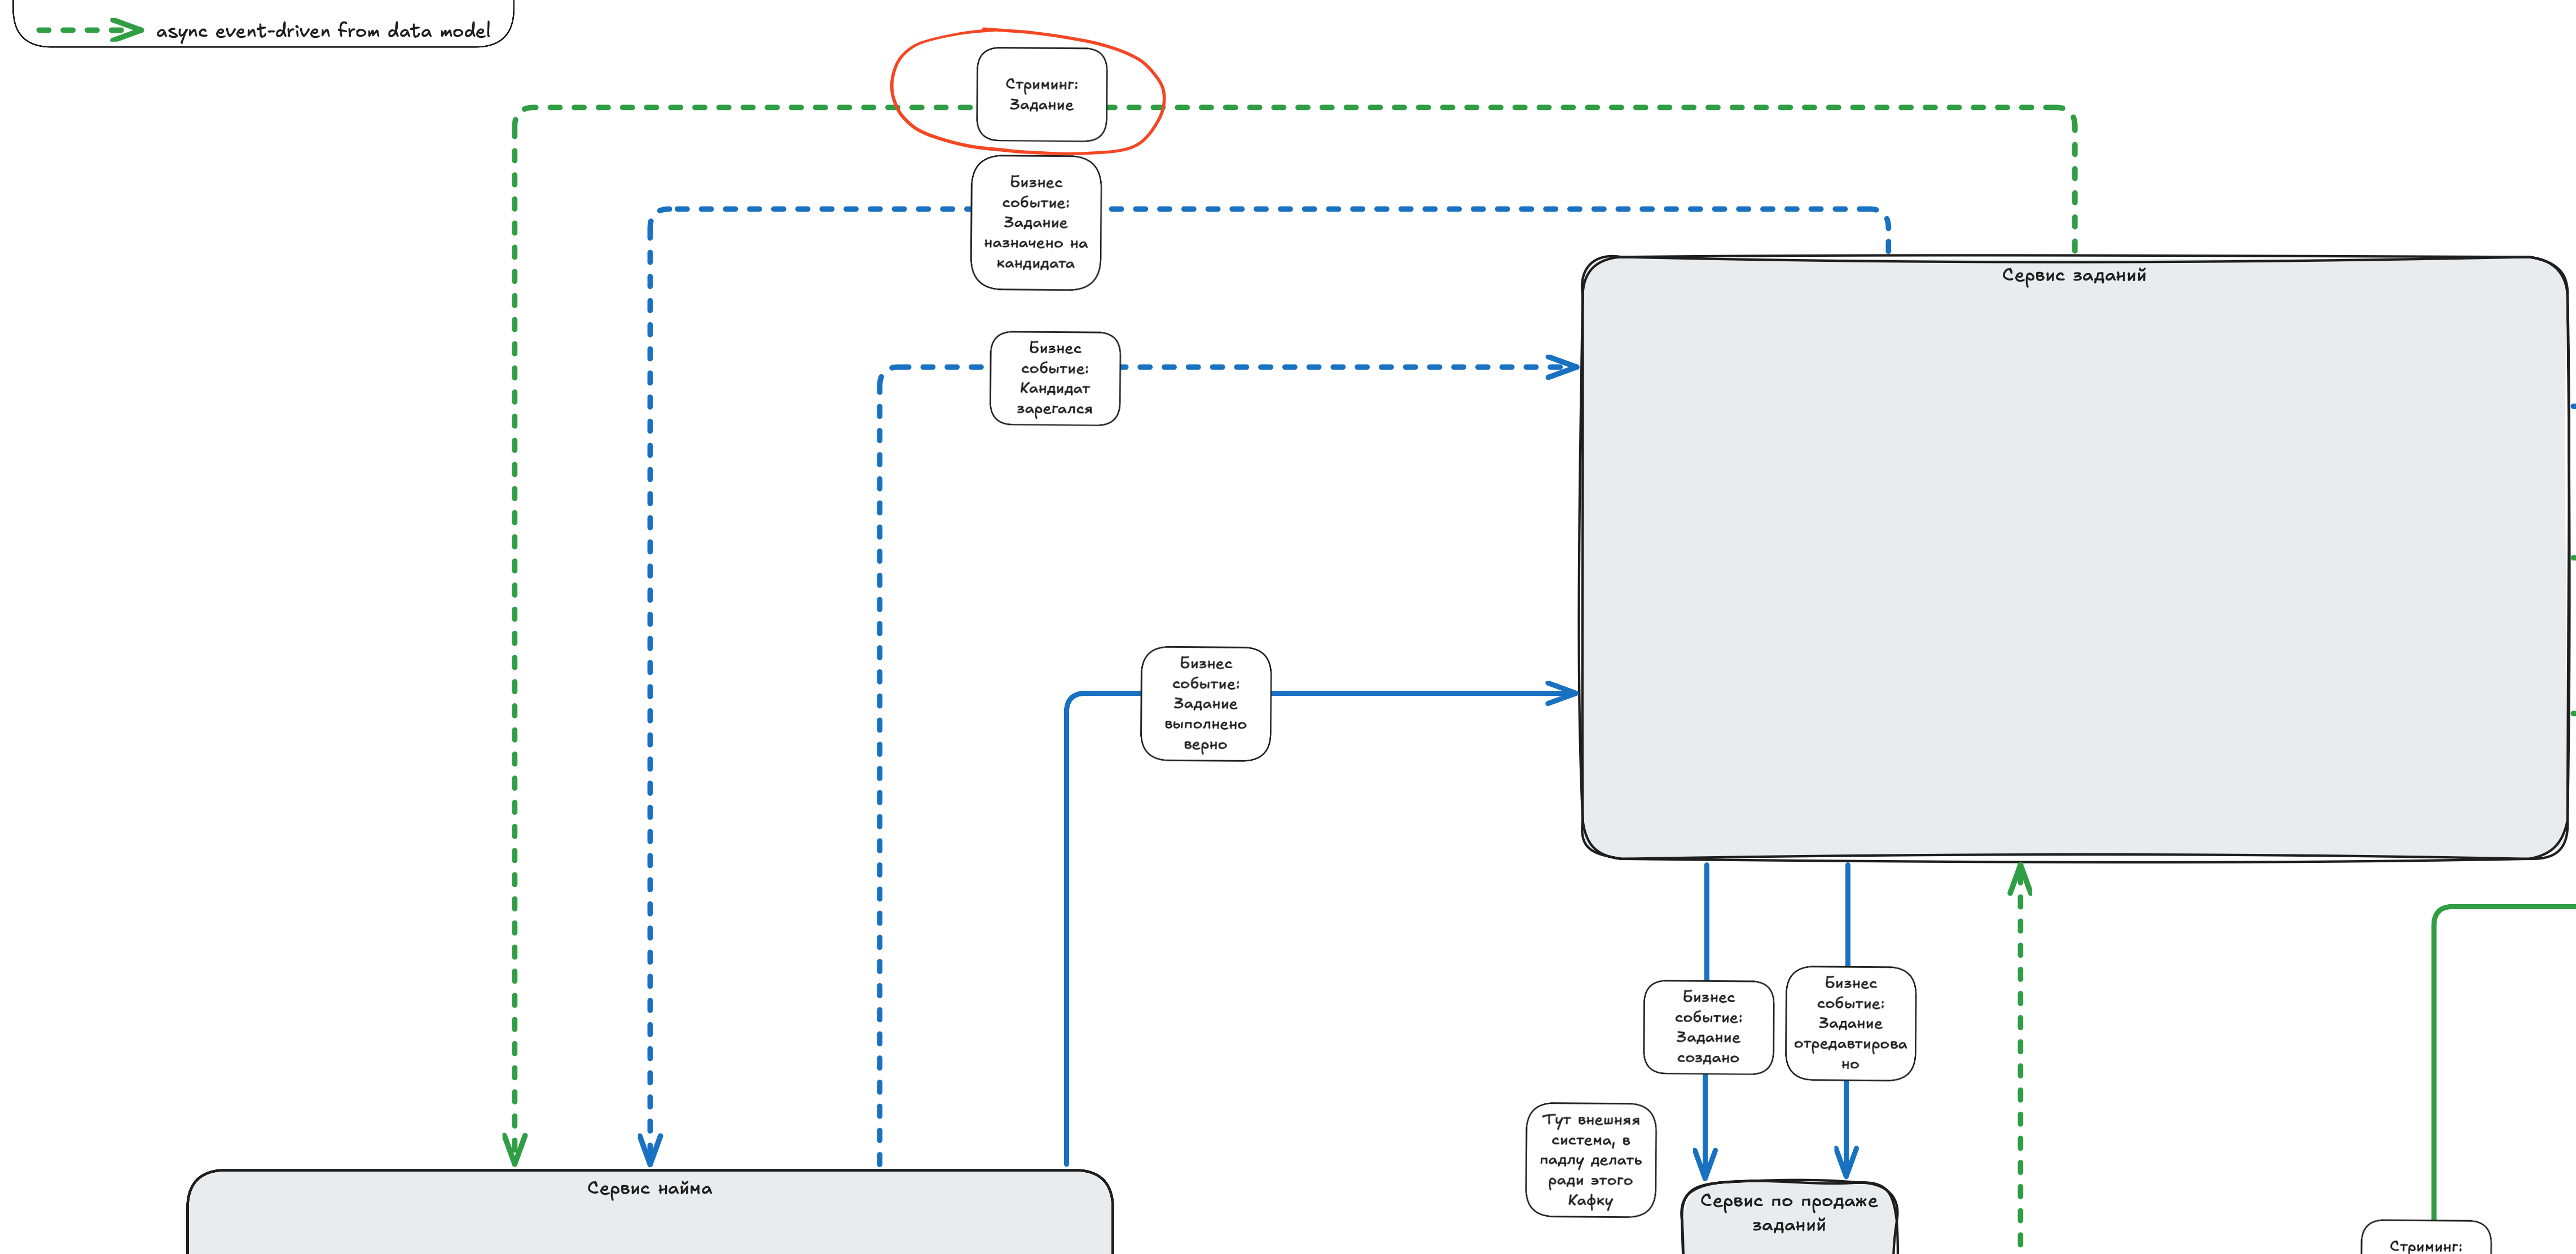 async event-driven from data model
Стриминг:
Задание
Бизнес
событие:
Задание
назначено на
кандидата
Сервис заданий
Бизнес
событие:
Кандидат
зарегался
Бизнес
событие:
Задание
выполнено
верно
Бизнес
событие:
Задание
создано
Бизнес
событие:
Задание
отредавтирова
но
Тут внешняя
система, в
падлу делать
ради этого
Кафку
Сервис найма
Сервис по продаже
заданий
Стриминг: